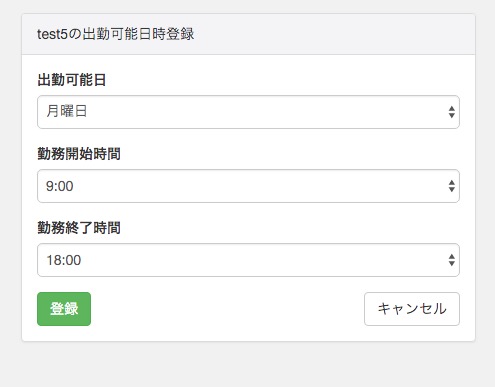 test5の出勤可能日時登録
出勤可能日
月曜日
勤務開始時間
9:00
勤務終了時間
18:00
登録 キャンセル